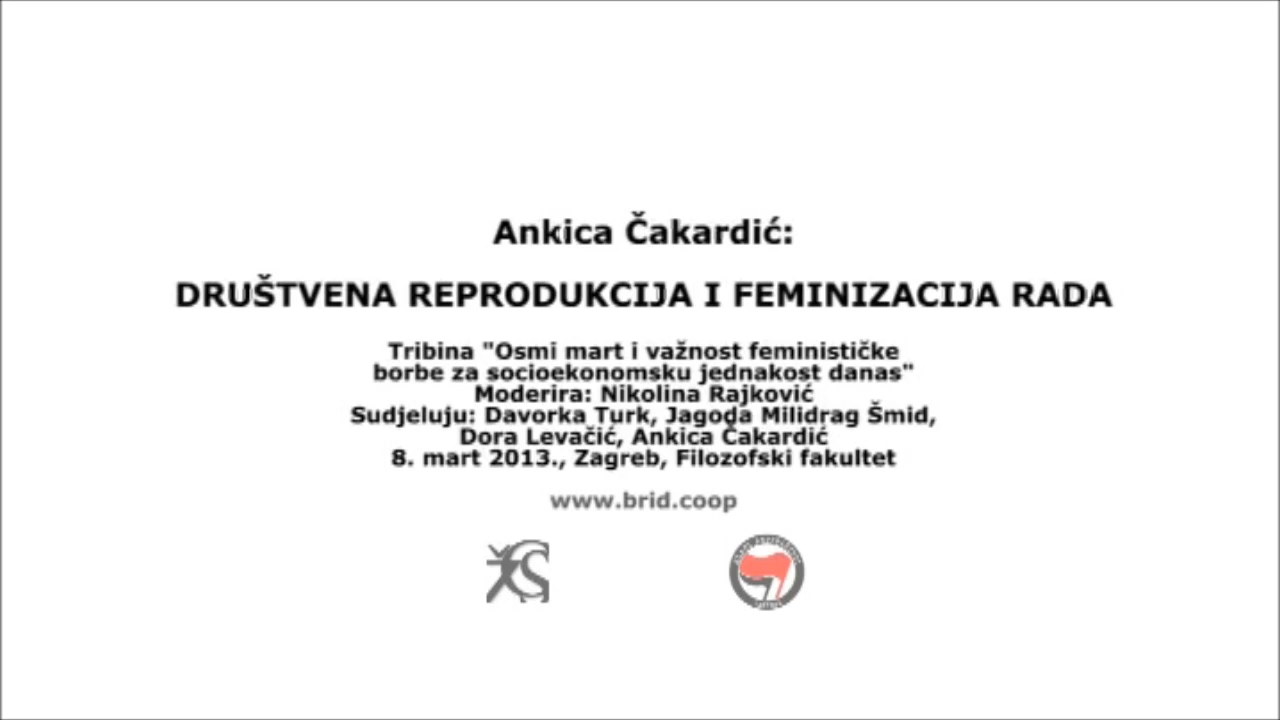 Ankica Čakardić:
DRUŠTVENA REPRODUKCIJA I FEMINIZACIJA RADA
Tribina "Osmi mart i važnost feminističke
borbe za socioekonomsku jednakost danas"
Moderira: Nikolina Rajković
Sudjeluju: Davorka Turk, Jagoda Milidrag Šmid,
Dora Levačić, Ankica Čakardić
8. mart 2013., Zagreb, Filozofski fakultet
www.brid.coop